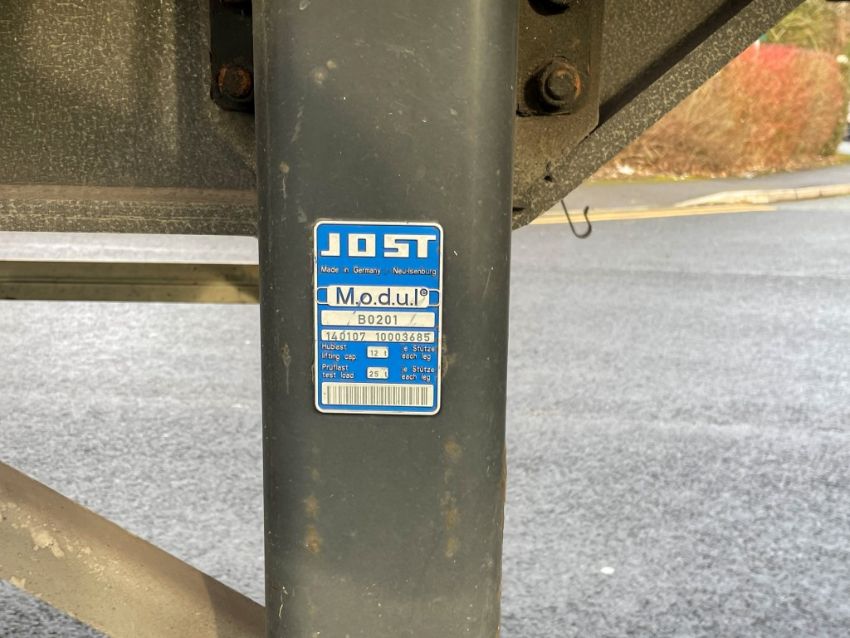 JOST
Made in Germany - Neu-Isenburg
M.o.d.u.l®
B0201
140107 10003685
Hublast 12 t je Stütze
lifting cap. each leg
Prüflast 25 t je Stütze
test load each leg